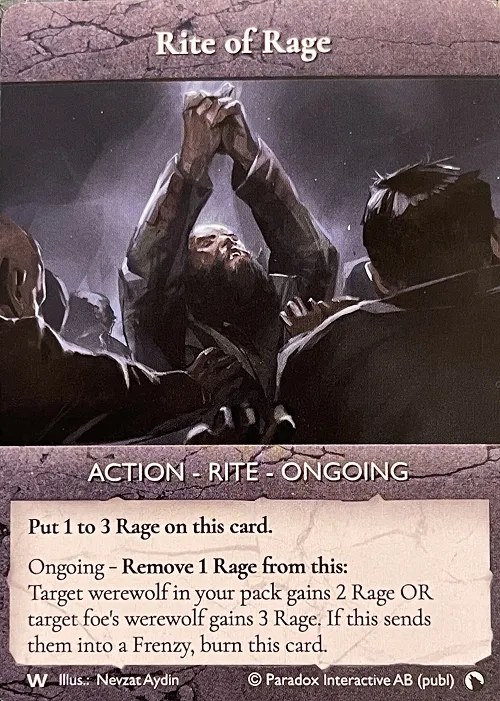 Rite of Rage
ACTION - RITE - ONGOING
Put 1 to 3 Rage on this card.
Ongoing - Remove 1 Rage from this:
Target werewolf in your pack gains 2 Rage OR
target foe's werewolf gains 3 Rage. If this sends
them into a Frenzy, burn this card.
W Illus.: Nevzat Aydin © Paradox Interactive AB (publ)